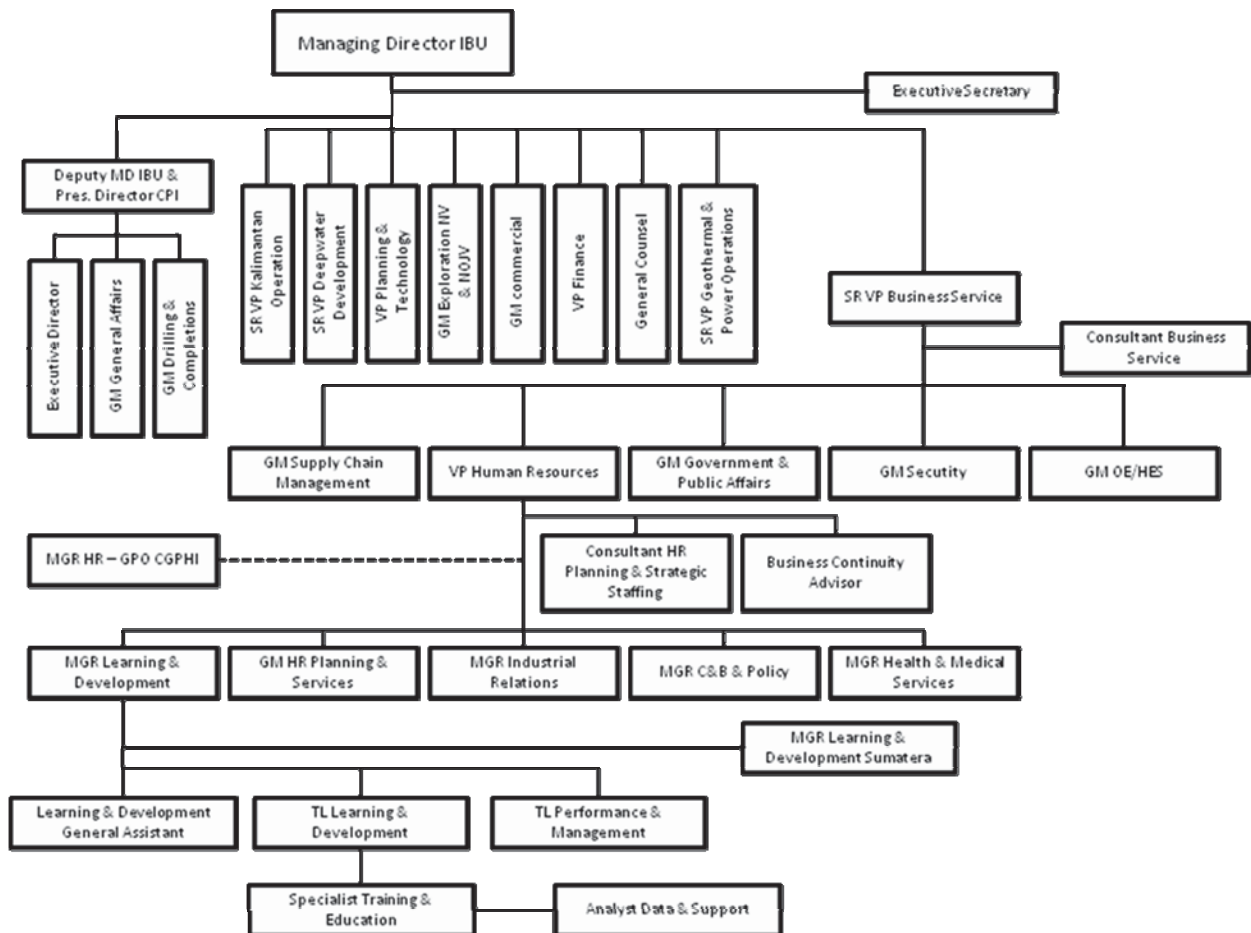 Managing Director IBU
Executive Secretary
Deputy MD IBU &
Pres. Director CPI
SR VP Kalimantan
Operation
SR VP Deepwater
Development
VP Planning &
Technology
GM Exploration NV
& NOJV
GM commercial
VP Finance
General Counsel
SR VP Geothermal &
Power Operations
SR VP Business Service
Executive Director
GM General Affairs
GM Drilling &
Completions
Consultant Business
Service
GM Supply Chain
Management
VP Human Resources
GM Government &
Public Affairs
GM Secutity
GM OE/HES
MGR HR – GPO CGPHI
Consultant HR
Planning & Strategic
Staffing
Business Continuity
Advisor
MGR Learning &
Development
GM HR Planning &
Services
MGR Industrial
Relations
MGR C&B & Policy
MGR Health & Medical
Services
MGR Learning &
Development Sumatera
Learning & Development
General Assistant
TL Learning &
Development
TL Performance &
Management
Specialist Training &
Education
Analyst Data & Support